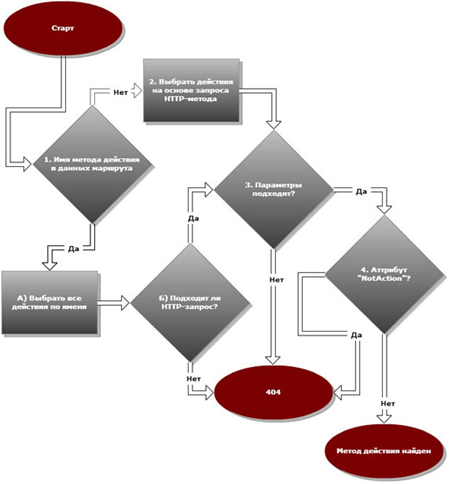 Старт
2. Выбрать действия
на основе запроса
HTTP-метода
Нет
1. Имя метода действия
в данных маршрута
3. Параметры
подходят?
Да
Да
Да
А) Выбрать все
действия по имени
Б) Подходит ли
HTTP-запрос?
4. Аттрибут
"NotAction"?
Нет
Да
Нет
404
Нет
Метод действия найден